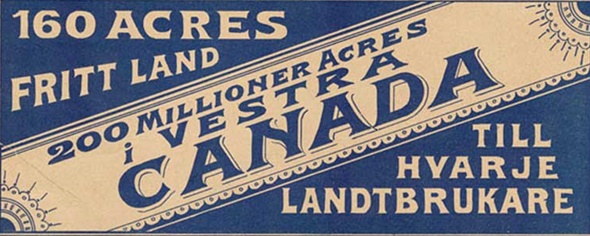 160 ACRES
FRITT LAND
200 MILLIONER ACRES
i VESTRA
CANADA
TILL
HVARJE
LANDTBRUKARE